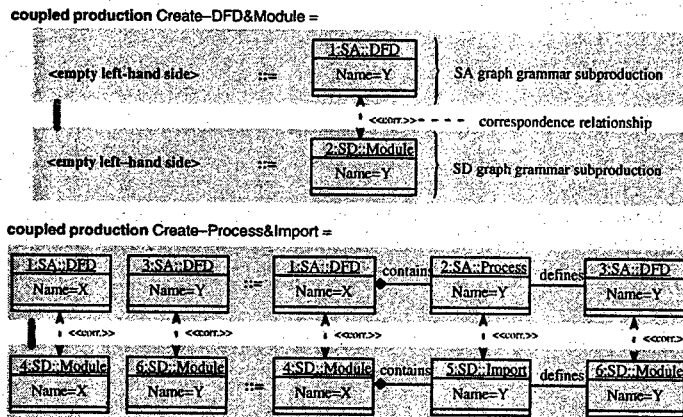 coupled production Create–DFD&Module =
1:SA::DFD
<empty left-hand side> ::= Name=Y SA graph grammar subproduction
<<corr.>> correspondence relationship
2:SD::Module
<empty left–hand side> ::= Name=Y SD graph grammar subproduction
coupled production Create–Process&Import =
1:SA::DFD 3:SA::DFD ::= 1:SA::DFD contains 2:SA::Process defines 3:SA::DFD
Name=X Name=Y Name=X Name=Y Name=Y
<<corr.>> <<corr.>> <<corr.>> <<corr.>> <<corr.>>
4:SD::Module 6:SD::Module ::= 4:SD::Module contains 5:SD::Import defines 6:SD::Module
Name=X Name=Y Name=X Name=Y Name=Y